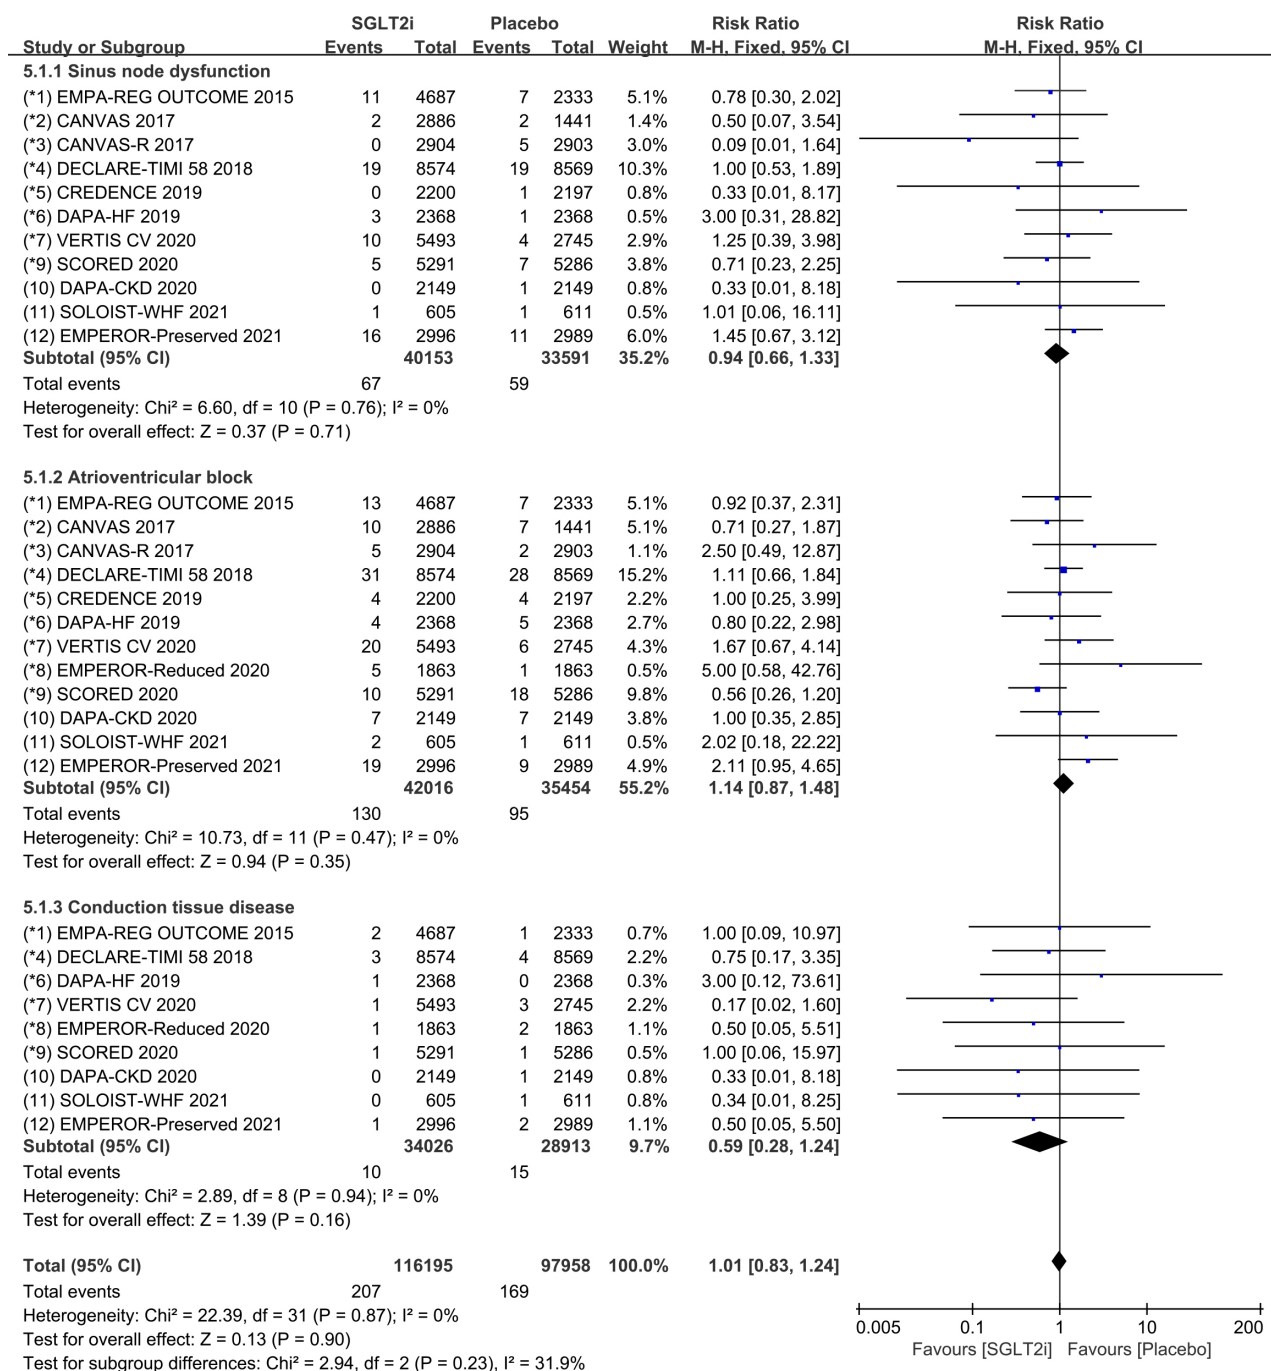 SGLT2i Placebo Risk Ratio Risk Ratio
Study or Subgroup Events Total Events Total Weight M-H, Fixed, 95% CI M-H, Fixed, 95% CI
5.1.1 Sinus node dysfunction
(*1) EMPA-REG OUTCOME 2015 11 4687 7 2333 5.1% 0.78 [0.30, 2.02]
(*2) CANVAS 2017 2 2886 2 1441 1.4% 0.50 [0.07, 3.54]
(*3) CANVAS-R 2017 0 2904 5 2903 3.0% 0.09 [0.01, 1.64]
(*4) DECLARE-TIMI 58 2018 19 8574 19 8569 10.3% 1.00 [0.53, 1.89]
(*5) CREDENCE 2019 0 2200 1 2197 0.8% 0.33 [0.01, 8.17]
(*6) DAPA-HF 2019 3 2368 1 2368 0.5% 3.00 [0.31, 28.82]
(*7) VERTIS CV 2020 10 5493 4 2745 2.9% 1.25 [0.39, 3.98]
(*9) SCORED 2020 5 5291 7 5286 3.8% 0.71 [0.23, 2.25]
(10) DAPA-CKD 2020 0 2149 1 2149 0.8% 0.33 [0.01, 8.18]
(11) SOLOIST-WHF 2021 1 605 1 611 0.5% 1.01 [0.06, 16.11]
(12) EMPEROR-Preserved 2021 16 2996 11 2989 6.0% 1.45 [0.67, 3.12]
Subtotal (95% CI) 40153 33591 35.2% 0.94 [0.66, 1.33]
Total events 67 59
Heterogeneity: Chi² = 6.60, df = 10 (P = 0.76); I² = 0%
Test for overall effect: Z = 0.37 (P = 0.71)
5.1.2 Atrioventricular block
(*1) EMPA-REG OUTCOME 2015 13 4687 7 2333 5.1% 0.92 [0.37, 2.31]
(*2) CANVAS 2017 10 2886 7 1441 5.1% 0.71 [0.27, 1.87]
(*3) CANVAS-R 2017 5 2904 2 2903 1.1% 2.50 [0.49, 12.87]
(*4) DECLARE-TIMI 58 2018 31 8574 28 8569 15.2% 1.11 [0.66, 1.84]
(*5) CREDENCE 2019 4 2200 4 2197 2.2% 1.00 [0.25, 3.99]
(*6) DAPA-HF 2019 4 2368 5 2368 2.7% 0.80 [0.22, 2.98]
(*7) VERTIS CV 2020 20 5493 6 2745 4.3% 1.67 [0.67, 4.14]
(*8) EMPEROR-Reduced 2020 5 1863 1 1863 0.5% 5.00 [0.58, 42.76]
(*9) SCORED 2020 10 5291 18 5286 9.8% 0.56 [0.26, 1.20]
(10) DAPA-CKD 2020 7 2149 7 2149 3.8% 1.00 [0.35, 2.85]
(11) SOLOIST-WHF 2021 2 605 1 611 0.5% 2.02 [0.18, 22.22]
(12) EMPEROR-Preserved 2021 19 2996 9 2989 4.9% 2.11 [0.95, 4.65]
Subtotal (95% CI) 42016 35454 55.2% 1.14 [0.87, 1.48]
Total events 130 95
Heterogeneity: Chi² = 10.73, df = 11 (P = 0.47); I² = 0%
Test for overall effect: Z = 0.94 (P = 0.35)
5.1.3 Conduction tissue disease
(*1) EMPA-REG OUTCOME 2015 2 4687 1 2333 0.7% 1.00 [0.09, 10.97]
(*4) DECLARE-TIMI 58 2018 3 8574 4 8569 2.2% 0.75 [0.17, 3.35]
(*6) DAPA-HF 2019 1 2368 0 2368 0.3% 3.00 [0.12, 73.61]
(*7) VERTIS CV 2020 1 5493 3 2745 2.2% 0.17 [0.02, 1.60]
(*8) EMPEROR-Reduced 2020 1 1863 2 1863 1.1% 0.50 [0.05, 5.51]
(*9) SCORED 2020 1 5291 1 5286 0.5% 1.00 [0.06, 15.97]
(10) DAPA-CKD 2020 0 2149 1 2149 0.8% 0.33 [0.01, 8.18]
(11) SOLOIST-WHF 2021 0 605 1 611 0.8% 0.34 [0.01, 8.25]
(12) EMPEROR-Preserved 2021 1 2996 2 2989 1.1% 0.50 [0.05, 5.50]
Subtotal (95% CI) 34026 28913 9.7% 0.59 [0.28, 1.24]
Total events 10 15
Heterogeneity: Chi² = 2.89, df = 8 (P = 0.94); I² = 0%
Test for overall effect: Z = 1.39 (P = 0.16)
Total (95% CI) 116195 97958 100.0% 1.01 [0.83, 1.24]
Total events 207 169
Heterogeneity: Chi² = 22.39, df = 31 (P = 0.87); I² = 0%
Test for overall effect: Z = 0.13 (P = 0.90)
Test for subgroup differences: Chi² = 2.94, df = 2 (P = 0.23), I² = 31.9%
0.005 0.1 1 10 200
Favours [SGLT2i] Favours [Placebo]